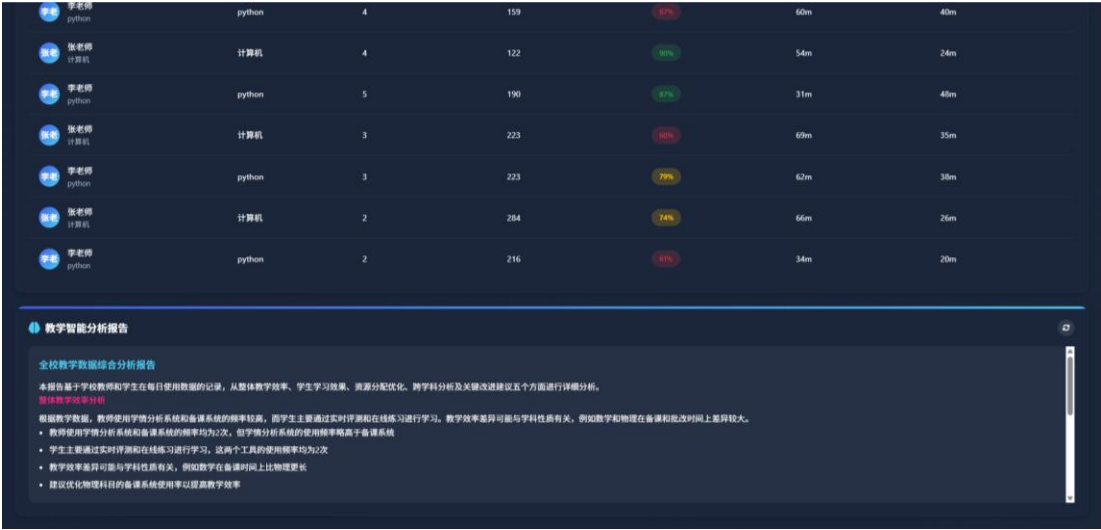 李老 李老师 python 4 159 67% 60m 40m
python
张老 张老师 计算机 4 122 90% 54m 24m
计算机
李老 李老师 python 5 190 87% 31m 48m
python
张老 张老师 计算机 3 223 60% 69m 35m
计算机
李老 李老师 python 3 223 79% 62m 38m
python
张老 张老师 计算机 2 284 74% 66m 26m
计算机
李老 李老师 python 2 216 61% 34m 20m
python
教学智能分析报告
全校教学数据综合分析报告
本报告基于学校教师和学生在每日使用数据的记录，从整体教学效率、学生学习效果、资源分配优化、跨学科分析及关键改进建议五个方面进行详细分析。
整体教学效率分析
根据教学数据，教师使用学情分析系统和备课系统的频率较高，而学生主要通过实时评测和在线练习进行学习。教学效率差异可能与学科性质有关，例如数学和物理在备课和批改时间上差异较大。
• 教师使用学情分析系统和备课系统的频率均为2次，但学情分析系统的使用频率略高于备课系统
• 学生主要通过实时评测和在线练习进行学习，这两个工具的使用频率均为2次
• 教学效率差异可能与学科性质有关，例如数学在备课时间上比物理更长
• 建议优化物理科目的备课系统使用率以提高教学效率